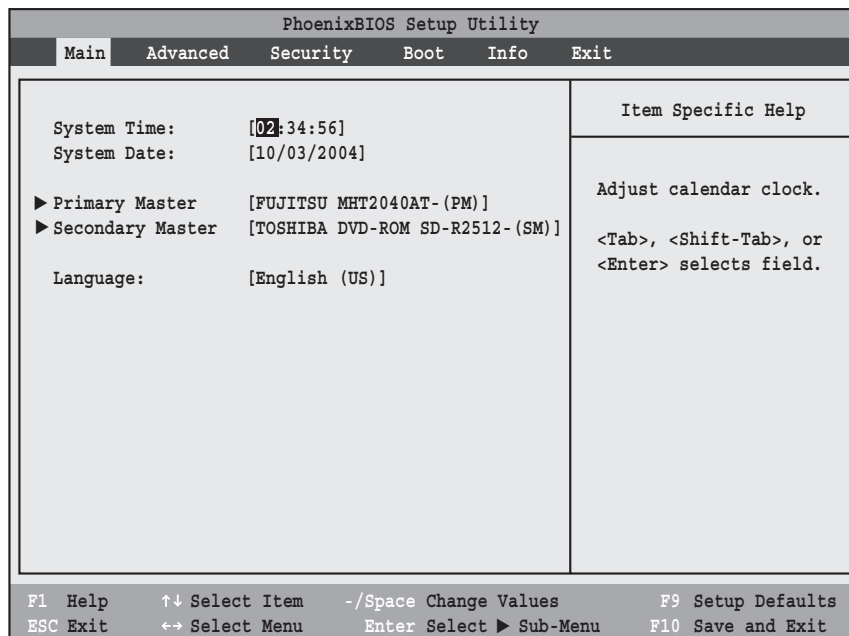 PhoenixBIOS Setup Utility
Main Advanced Security Boot Info Exit
System Time: [02:34:56]
System Date: [10/03/2004]
▶ Primary Master [FUJITSU MHT2040AT-(PM)]
▶ Secondary Master [TOSHIBA DVD-ROM SD-R2512-(SM)]
Language: [English (US)]
Item Specific Help
Adjust calendar clock.
<Tab>, <Shift-Tab>, or
<Enter> selects field.
F1 Help ↑↓ Select Item -/Space Change Values F9 Setup Defaults
ESC Exit ←→ Select Menu Enter Select ▶ Sub-Menu F10 Save and Exit